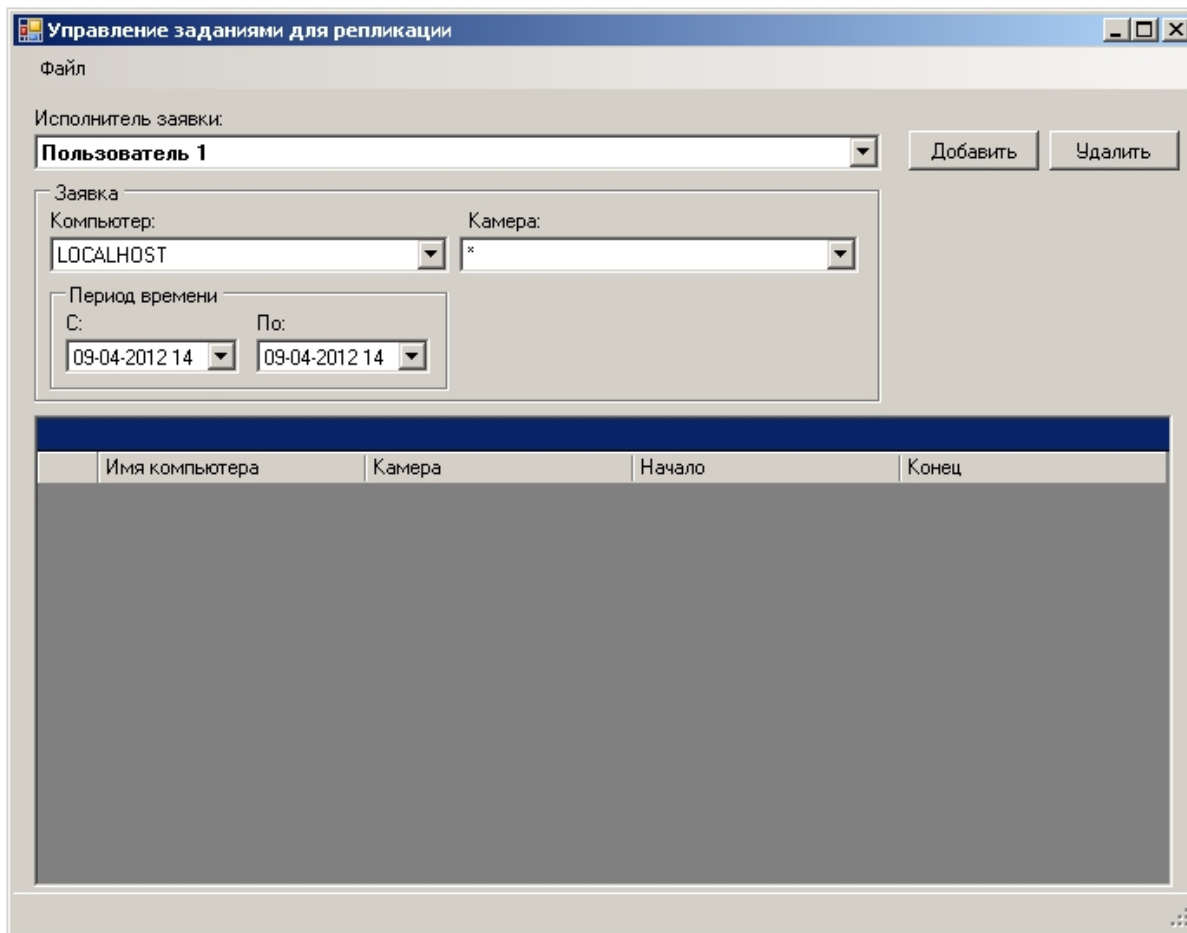 Управление заданиями для репликации
Файл
Исполнитель заявки:
Пользователь 1
Добавить Удалить
Заявка
Компьютер: Камера:
LOCALHOST *
Период времени
С: По:
09-04-2012 14 09-04-2012 14
Имя компьютера Камера Начало Конец